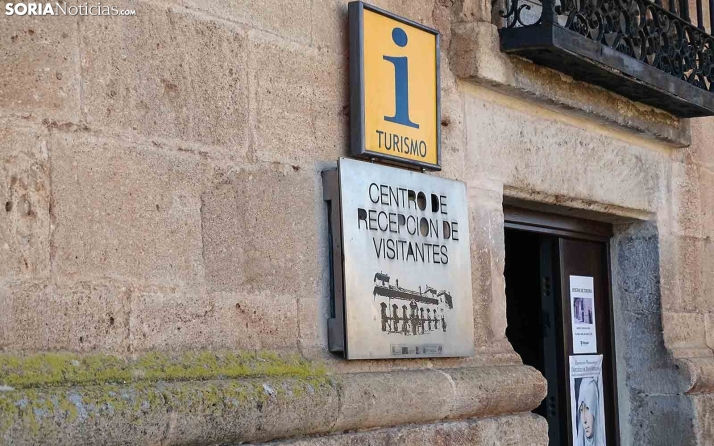 SORIANoticias.com
i
TURISMO
CENTRO DE
RECEPCION DE
VISITANTES